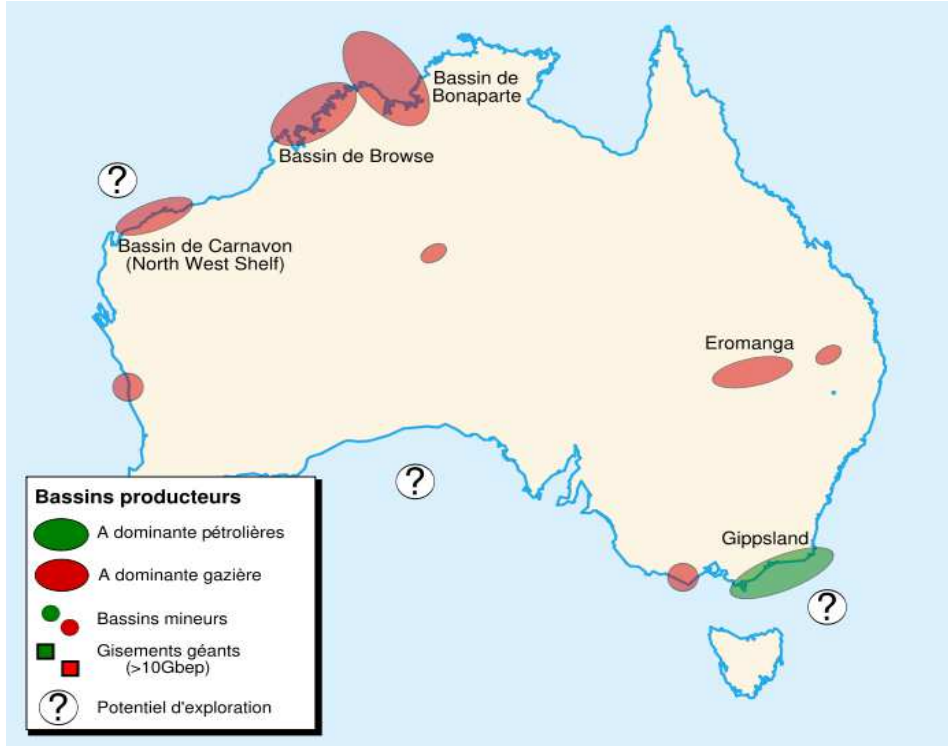 Bassin de
Bonaparte
Bassin de Browse
?
Bassin de Carnavon
(North West Shelf)
Eromanga
?
Gippsland
?
Bassins producteurs
A dominante pétrolières
A dominante gazière
Bassins mineurs
Gisements géants
(>10Gbep)
? Potentiel d'exploration